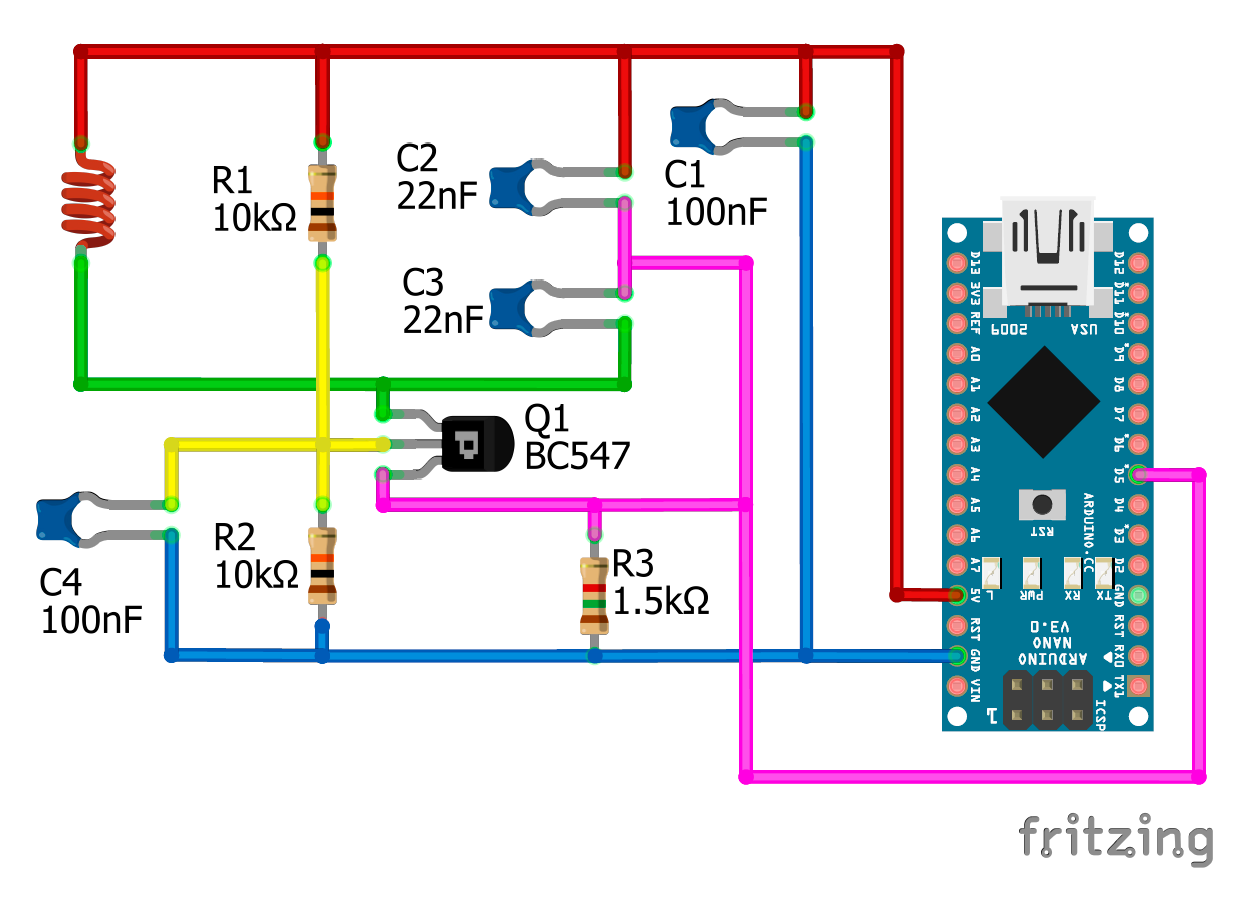 R1
10kΩ
C2
22nF
C1
100nF
C3
22nF
Q1
BC547
C4
100nF
R2
10kΩ
R3
1.5kΩ
D13
3V3
REF
A0
A1
A2
A3
A4
A5
A6
A7
5V
RST
GND
VIN
D12
D11
D10
D9
D8
D7
D6
D5
D4
D3
D2
GND
RST
RX0
TX1
2009
USA
RST
ARDUINO.CC
L
PWR
RX
TX
ARDUINO
NANO
V3.0
ICSP
1
fritzing